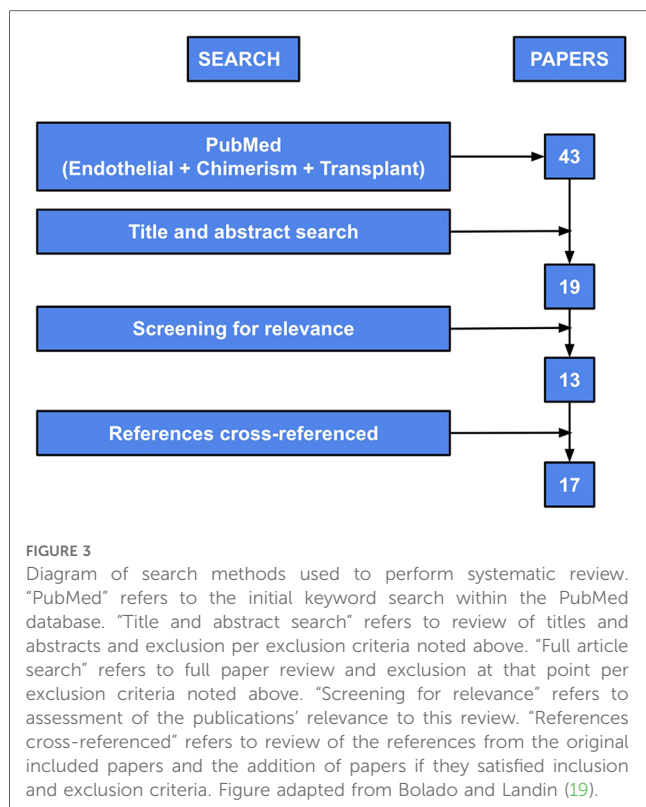 SEARCH
PAPERS
PubMed
(Endothelial + Chimerism + Transplant)
43
Title and abstract search
19
Screening for relevance
13
References cross-referenced
17
FIGURE 3
Diagram of search methods used to perform systematic review.
“PubMed” refers to the initial keyword search within the PubMed
database. “Title and abstract search” refers to review of titles and
abstracts and exclusion per exclusion criteria noted above. “Full article
search” refers to full paper review and exclusion at that point per
exclusion criteria noted above. “Screening for relevance” refers to
assessment of the publications’ relevance to this review. “References
cross-referenced” refers to review of the references from the original
included papers and the addition of papers if they satisfied inclusion
and exclusion criteria. Figure adapted from Bolado and Landin (19).